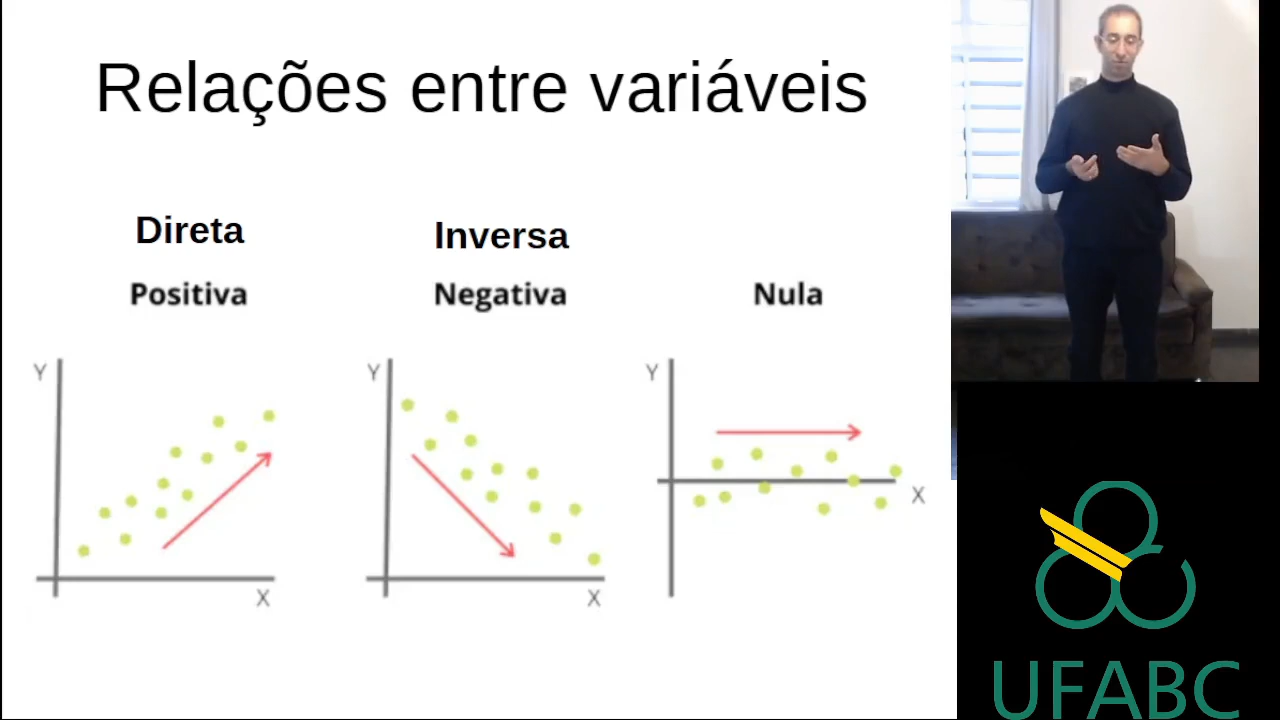 Relações entre variáveis
Direta
Inversa
Positiva
Negativa
Nula
Y
X
Y
X
Y
X
UFABC